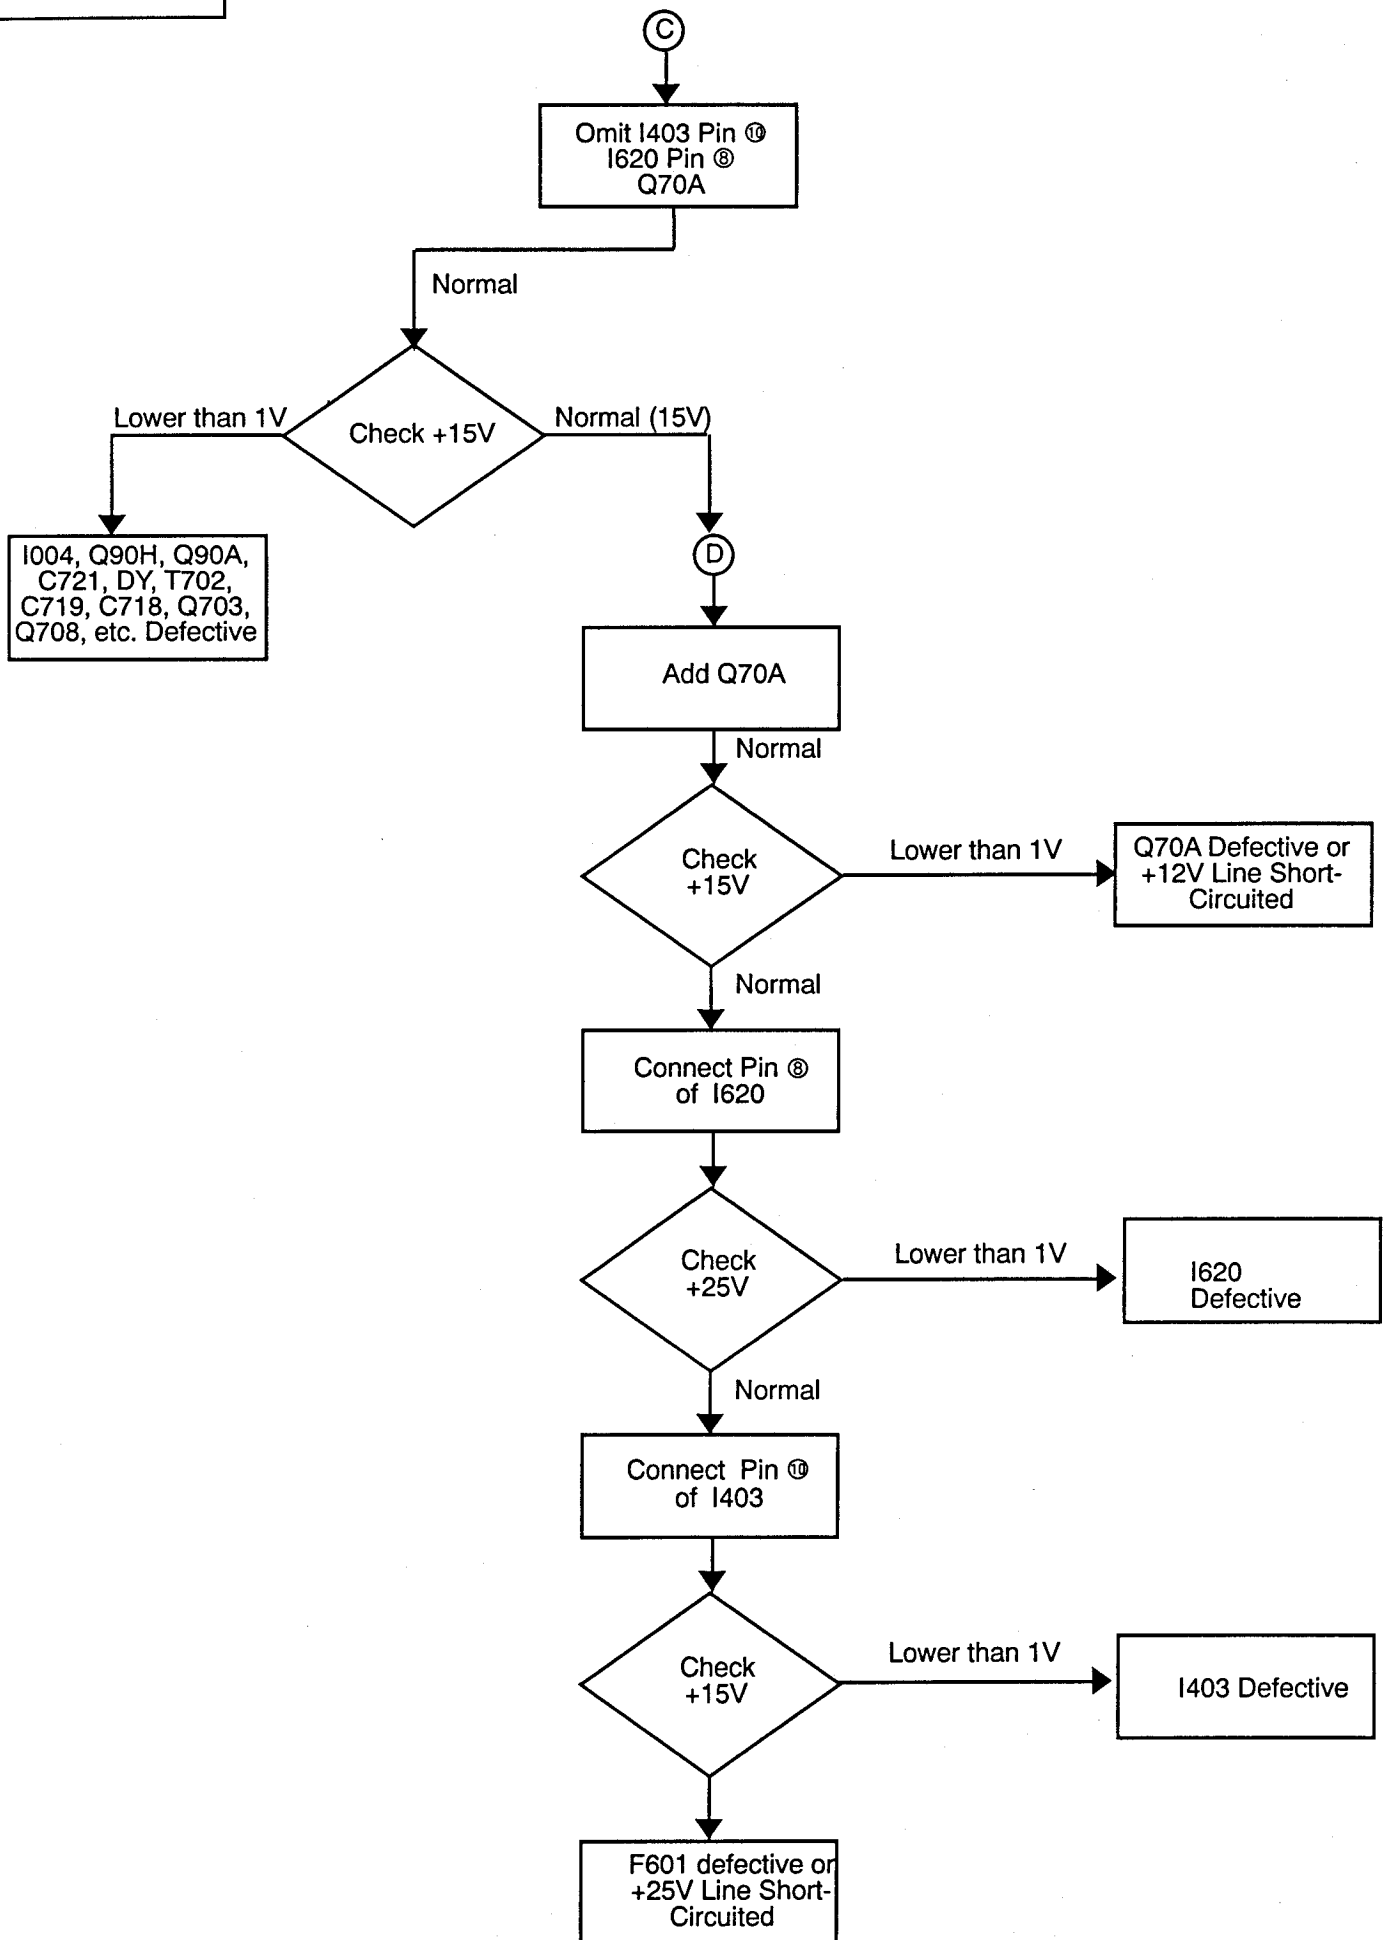 C
Omit I403 Pin ⑩
I620 Pin ⑧
Q70A
Normal
Lower than 1V
Check +15V
Normal (15V)
I004, Q90H, Q90A,
C721, DY, T702,
C719, C718, Q703,
Q708, etc. Defective
D
Add Q70A
Normal
Check
+15V
Lower than 1V
Q70A Defective or
+12V Line Short-
Circuited
Normal
Connect Pin ⑧
of I620
Check
+25V
Lower than 1V
I620
Defective
Normal
Connect Pin ⑩
of I403
Check
+15V
Lower than 1V
I403 Defective
F601 defective or
+25V Line Short-
Circuited